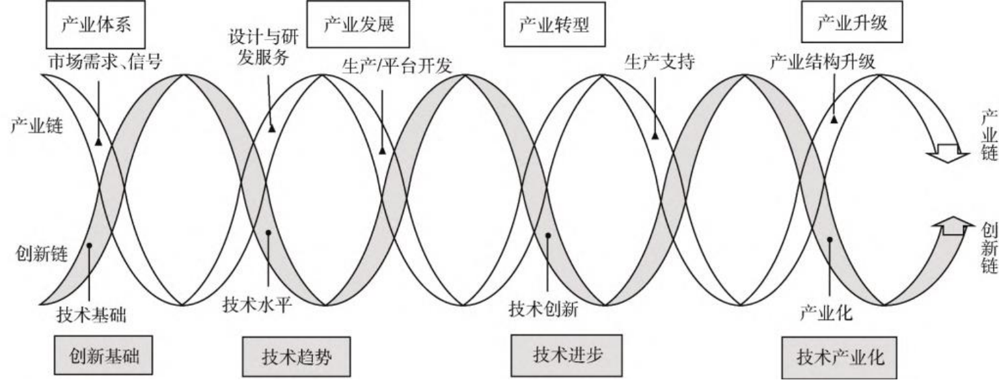 产业体系
产业发展
产业转型
产业升级
市场需求、信号
设计与研
发服务
生产/平台开发
生产支持
产业结构升级
产业链
产业链
创新链
创新链
技术基础
技术水平
技术创新
产业化
创新基础
技术趋势
技术进步
技术产业化